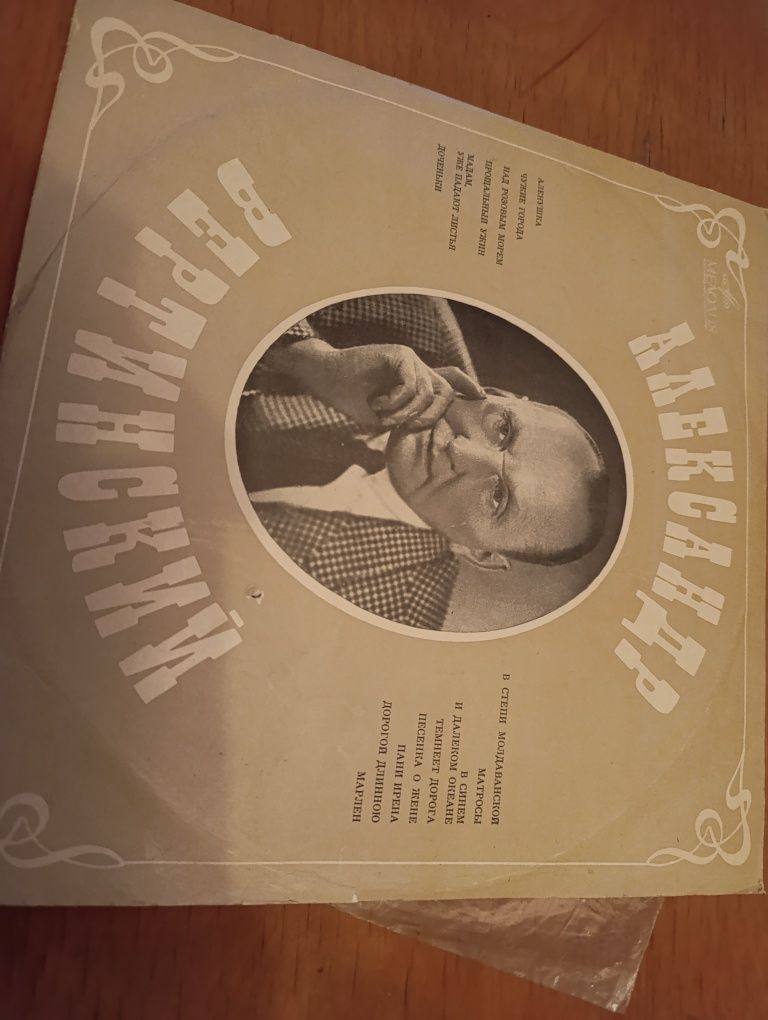 МЕЛОДИЯ
АЛЕКСАНДР
АЛЕНУШКА
ЧУЖИЕ ГОРОДА
НАД РОЗОВЫМ МОРЕМ
ПРОЩАЛЬНЫЙ УЖИН
МАДАМ,
УЖЕ ПАДАЮТ ЛИСТЬЯ
ДОЧЕНЬКИ
В СТЕПИ МОЛДАВАНСКОЙ
МАТРОСЫ
В СИНЕМ
И ДАЛЕКОМ ОКЕАНЕ
ТЕМНЕЕТ ДОРОГА
ПЕСЕНКА О ЖЕНЕ
ПАНИ ИРЕНА
ДОРОГОЙ ДЛИННОЮ
МАРЛЕН
ВЕРТИНСКИЙ